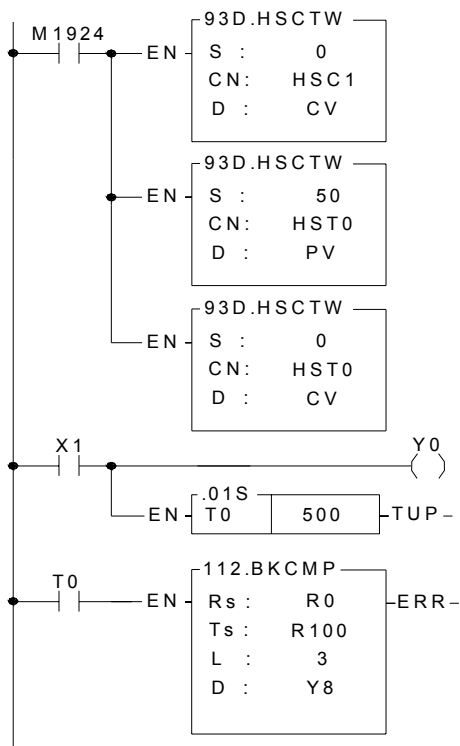 93D.HSCTW
M1924
EN S : 0
CN: HSC1
D : CV
93D.HSCTW
EN S : 50
CN: HST0
D : PV
93D.HSCTW
EN S : 0
CN: HST0
D : CV
X1 Y0
.01S
EN T0 500 TUP
112.BKCMP
T0 EN Rs: R0 ERR
Ts: R100
L : 3
D : Y8